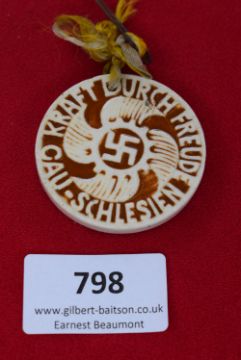 KRAFT DURCH FREUDE
GAU-SCHLESIEN
798
www.gilbert-baitson.co.uk
Earnest Beaumont